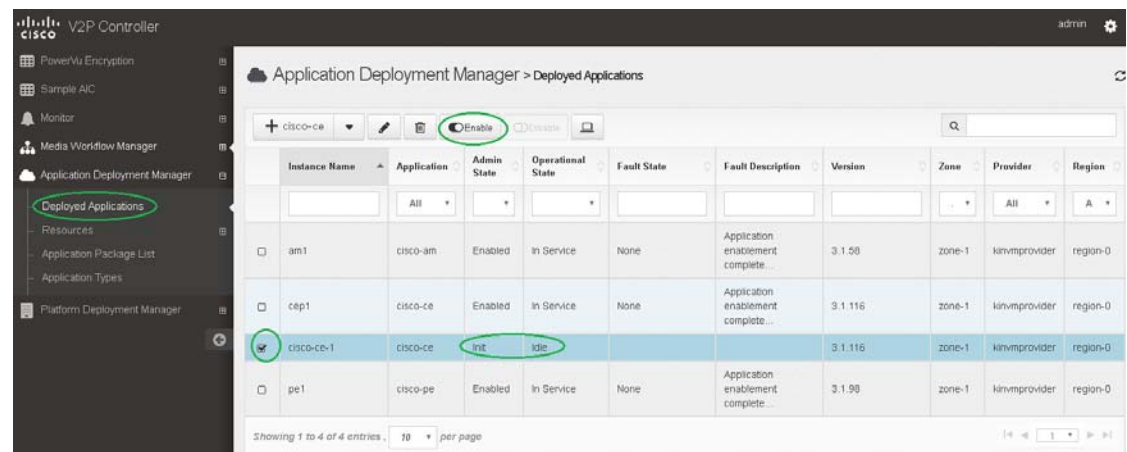 CISCO V2P Controller
admin
PowerVu Encryption
Sample AIC
Monitor
Media Workflow Manager
Application Deployment Manager
Deployed Applications
Resources
Application Package List
Application Types
Platform Deployment Manager
Application Deployment Manager > Deployed Applications
cisco-ce Enable
Instance Name Application Admin State Operational State Fault State Fault Description Version Zone Provider Region
All All A
am1 cisco-am Enabled In Service None Application enablement complete... 3.1.58 zone-1 kinvmprovider region-0
cep1 cisco-ce Enabled In Service None Application enablement complete... 3.1.116 zone-1 kinvmprovider region-0
cisco-ce-1 cisco-ce Init Idle 3.1.116 zone-1 kinvmprovider region-0
pe1 cisco-pe Enabled In Service None Application enablement complete... 3.1.98 zone-1 kinvmprovider region-0
Showing 1 to 4 of 4 entries , 10 per page
1